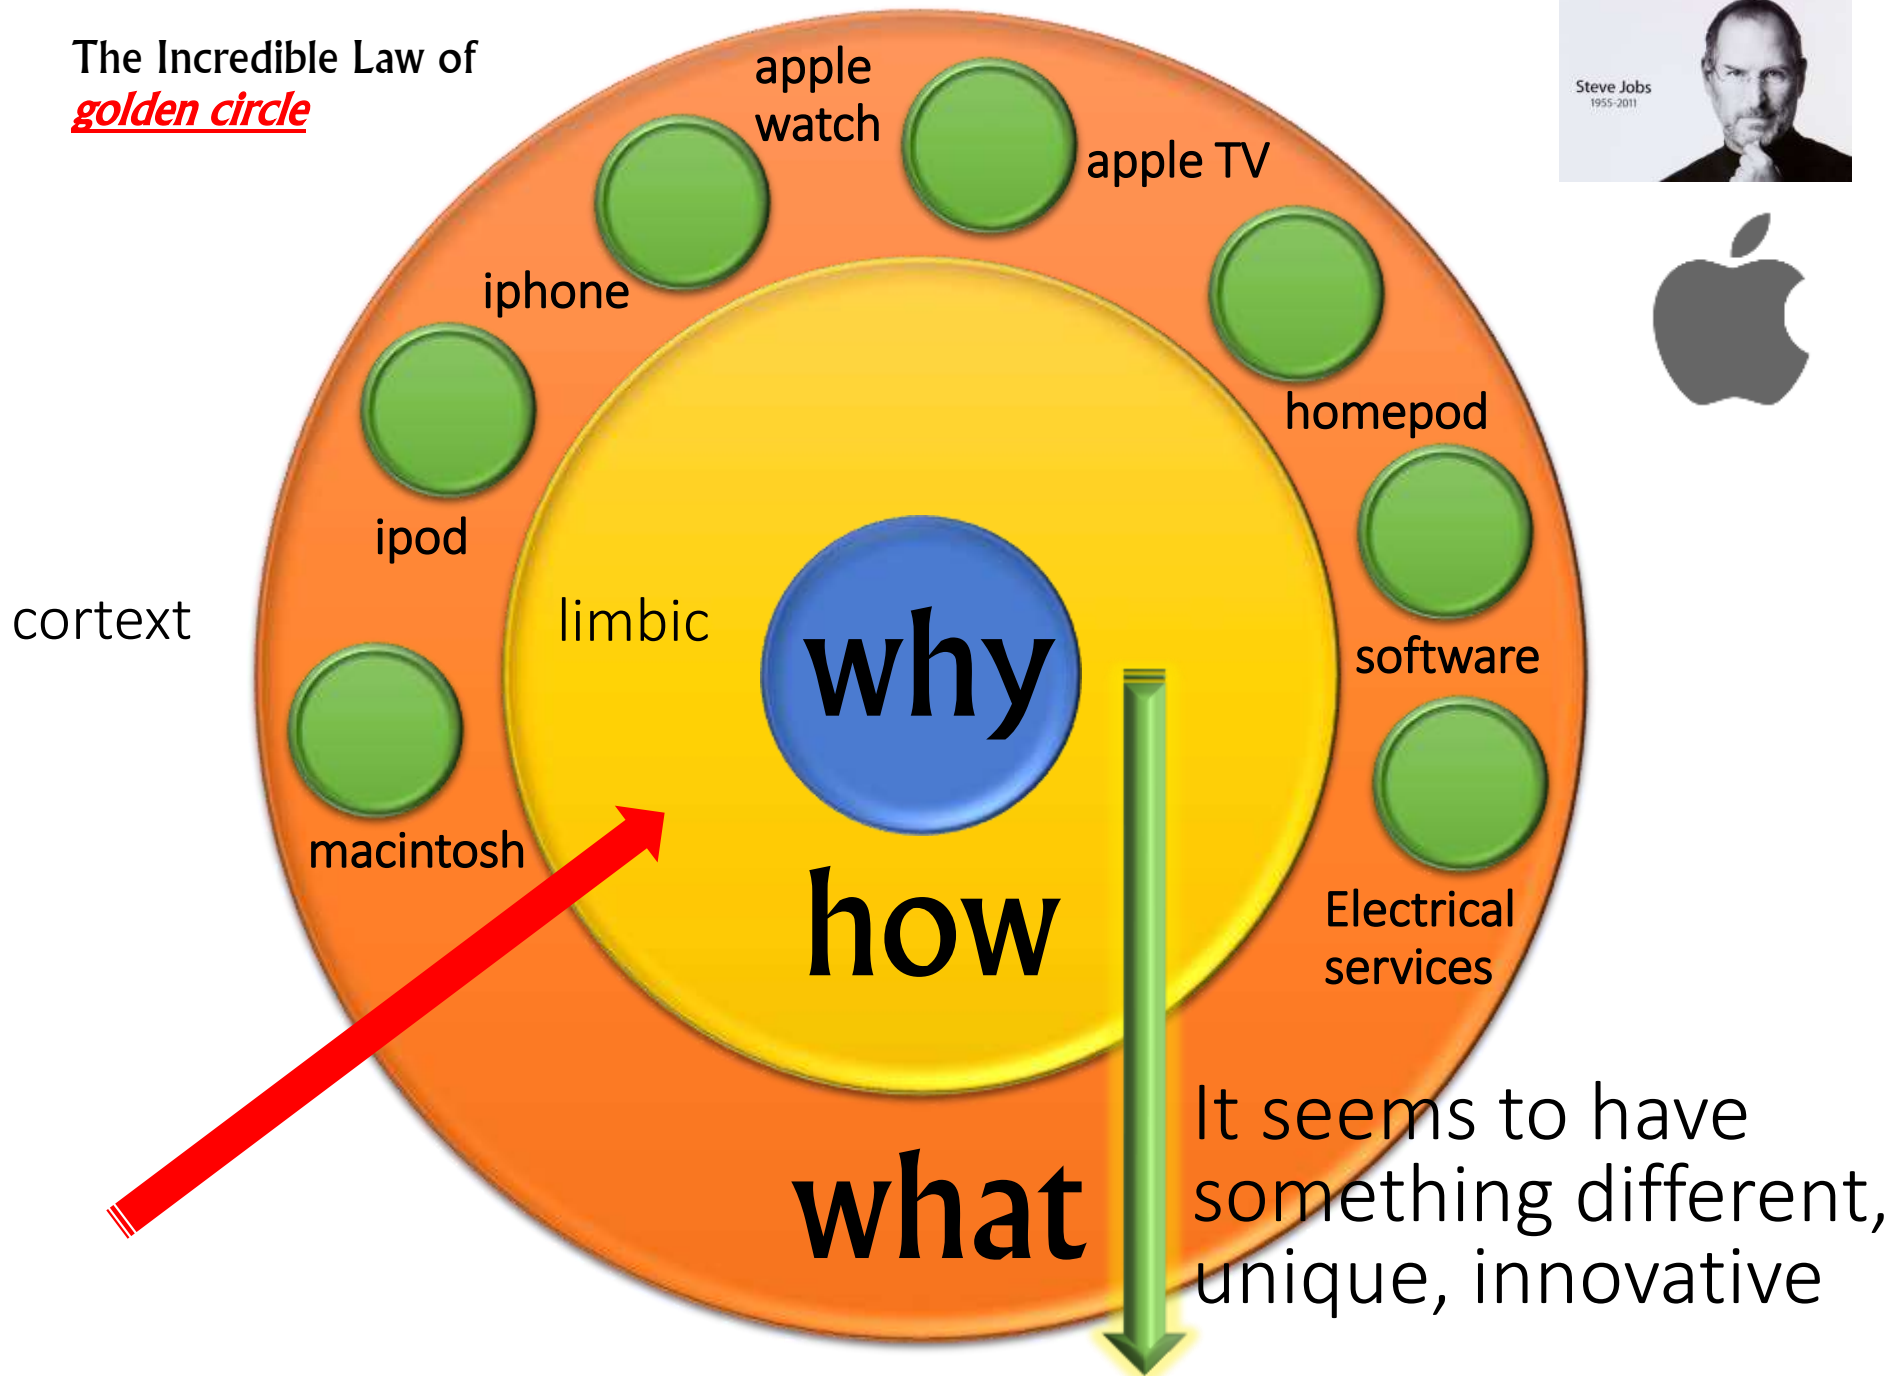 The Incredible Law of
golden circle
Steve Jobs
1955-2011
apple
watch
apple TV
iphone
homepod
ipod
cortext
limbic
why
software
macintosh
how
Electrical
services
It seems to have
something different,
unique, innovative
what